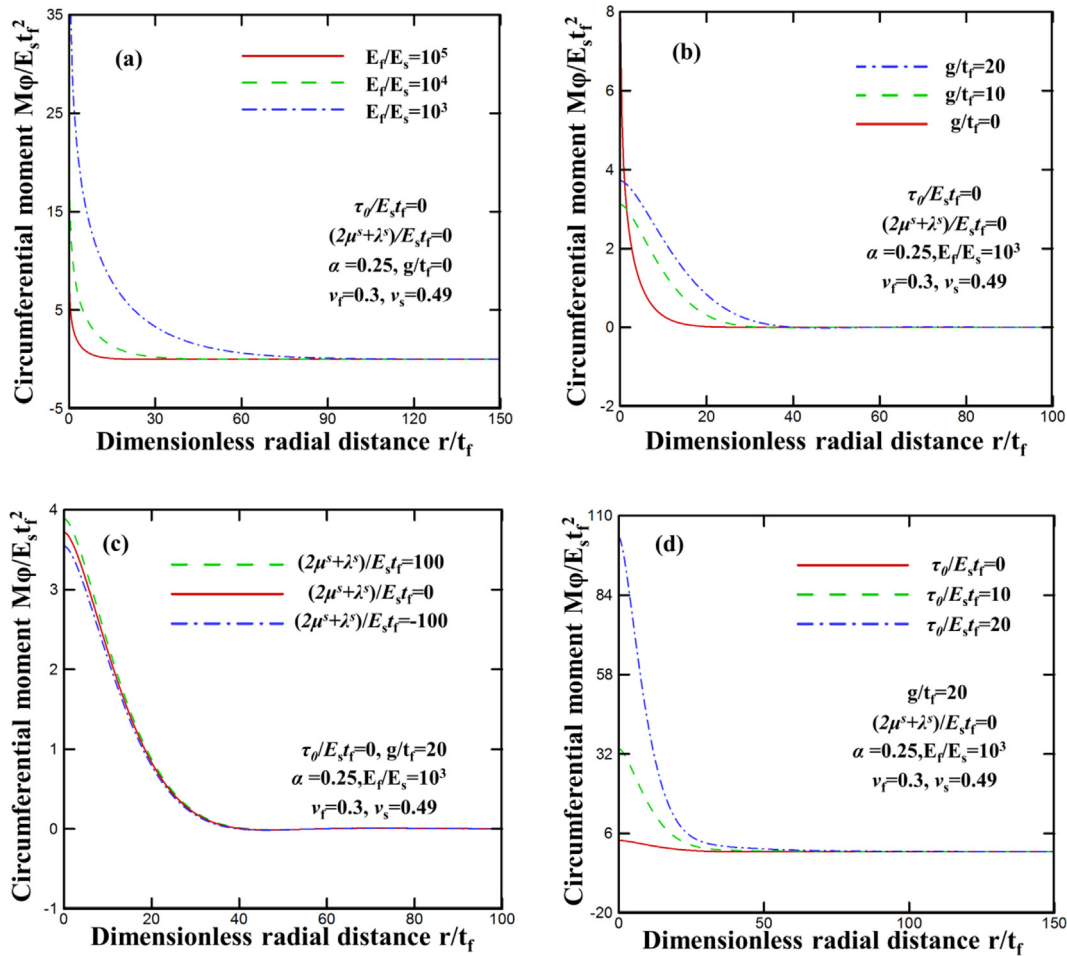 (a)
E_f/E_s=10^5
E_f/E_s=10^4
E_f/E_s=10^3
τ_0/E_st_f=0
(2μ^s+λ^s)/E_st_f=0
α =0.25, g/t_f=0
ν_f=0.3, ν_s=0.49
Circumferential moment Mφ/E_st_f^2
35
25
15
5
-5
0 30 60 90 120 150
Dimensionless radial distance r/t_f
(b)
g/t_f=20
g/t_f=10
g/t_f=0
τ_0/E_st_f=0
(2μ^s+λ^s)/E_st_f=0
α =0.25,E_f/E_s=10^3
ν_f=0.3, ν_s=0.49
Circumferential moment Mφ/E_st_f^2
8
6
4
2
0
-2
0 20 40 60 80 100
Dimensionless radial distance r/t_f
(c)
(2μ^s+λ^s)/E_st_f=100
(2μ^s+λ^s)/E_st_f=0
(2μ^s+λ^s)/E_st_f=-100
τ_0/E_st_f=0, g/t_f=20
α =0.25,E_f/E_s=10^3
ν_f=0.3, ν_s=0.49
Circumferential moment Mφ/E_st_f^2
4
3
2
1
0
-1
0 20 40 60 80 100
Dimensionless radial distance r/t_f
(d)
τ_0/E_st_f=0
τ_0/E_st_f=10
τ_0/E_st_f=20
g/t_f=20
(2μ^s+λ^s)/E_st_f=0
α =0.25,E_f/E_s=10^3
ν_f=0.3, ν_s=0.49
Circumferential moment Mφ/E_st_f^2
110
84
58
32
6
-20
0 50 100 150
Dimensionless radial distance r/t_f